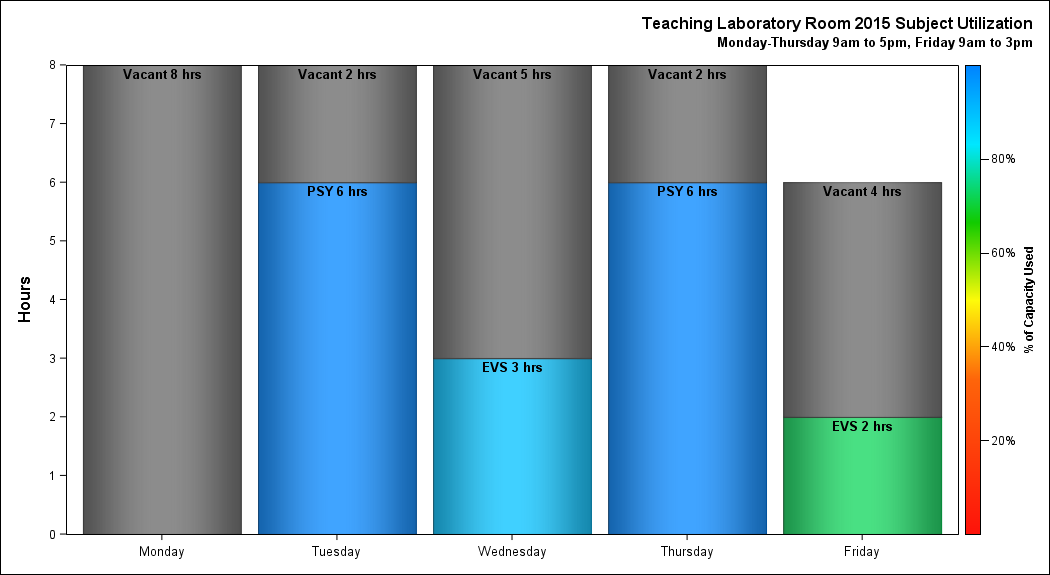 Teaching Laboratory Room 2015 Subject Utilization
Monday-Thursday 9am to 5pm, Friday 9am to 3pm
8
7
6
5
4
3
2
1
0
Hours
Vacant 8 hrs
Vacant 2 hrs
PSY 6 hrs
Vacant 5 hrs
EVS 3 hrs
Vacant 2 hrs
PSY 6 hrs
Vacant 4 hrs
EVS 2 hrs
Monday
Tuesday
Wednesday
Thursday
Friday
80%
60%
40%
20%
% of Capacity Used